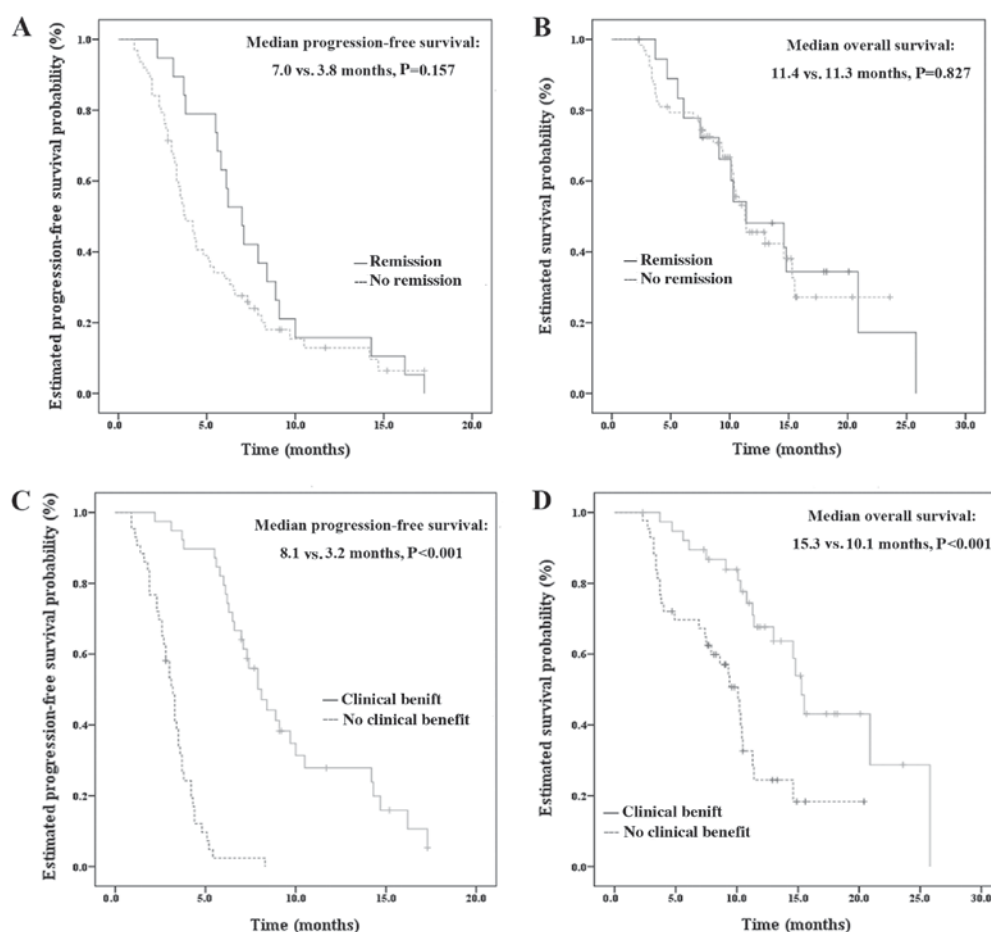 A
Median progression-free survival:
7.0 vs. 3.8 months, P=0.157
Estimated progression-free survival probability (%)
1.0
0.8
0.6
0.4
0.2
0.0
Remission
No remission
0.0 5.0 10.0 15.0 20.0
Time (months)
B
Median overall survival:
11.4 vs. 11.3 months, P=0.827
Estimated survival probability (%)
1.0
0.8
0.6
0.4
0.2
0.0
Remission
No remission
0.0 5.0 10.0 15.0 20.0 25.0 30.0
Time (months)
C
Median progression-free survival:
8.1 vs. 3.2 months, P<0.001
Estimated progression-free survival probability (%)
1.0
0.8
0.6
0.4
0.2
0.0
Clinical benift
No clinical benefit
0.0 5.0 10.0 15.0 20.0
Time (months)
D
Median overall survival:
15.3 vs. 10.1 months, P<0.001
Estimated survival probability (%)
1.0
0.8
0.6
0.4
0.2
0.0
Clinical benift
No clinical benefit
0.0 5.0 10.0 15.0 20.0 25.0 30.0
Time (months)